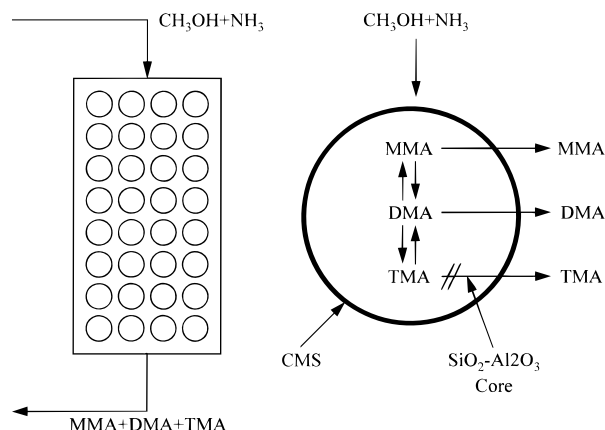 CH₃OH+NH₃
MMA+DMA+TMA
CH₃OH+NH₃
MMA MMA
DMA DMA
TMA TMA
CMS
SiO₂-Al2O₃
Core